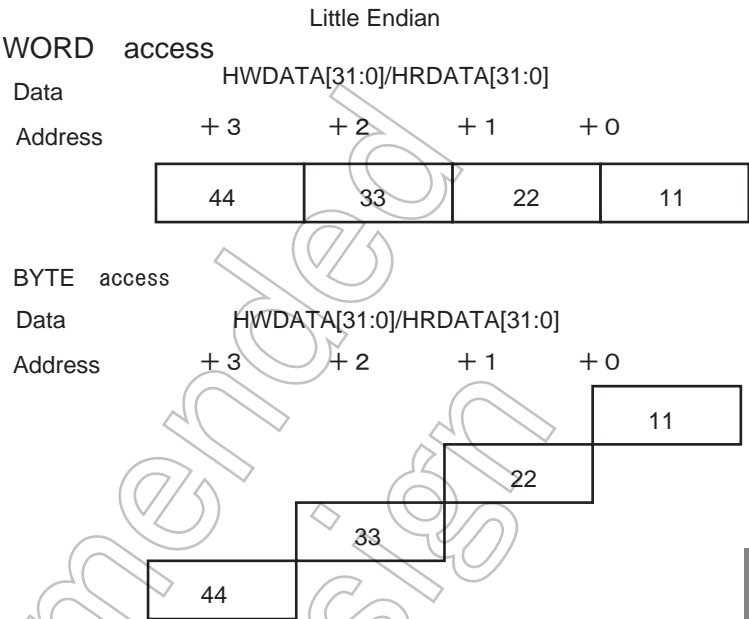 Little Endian
WORD access
Data HWDATA[31:0]/HRDATA[31:0]
Address +3 +2 +1 +0
44 33 22 11
BYTE access
Data HWDATA[31:0]/HRDATA[31:0]
Address +3 +2 +1 +0
11
22
33
44